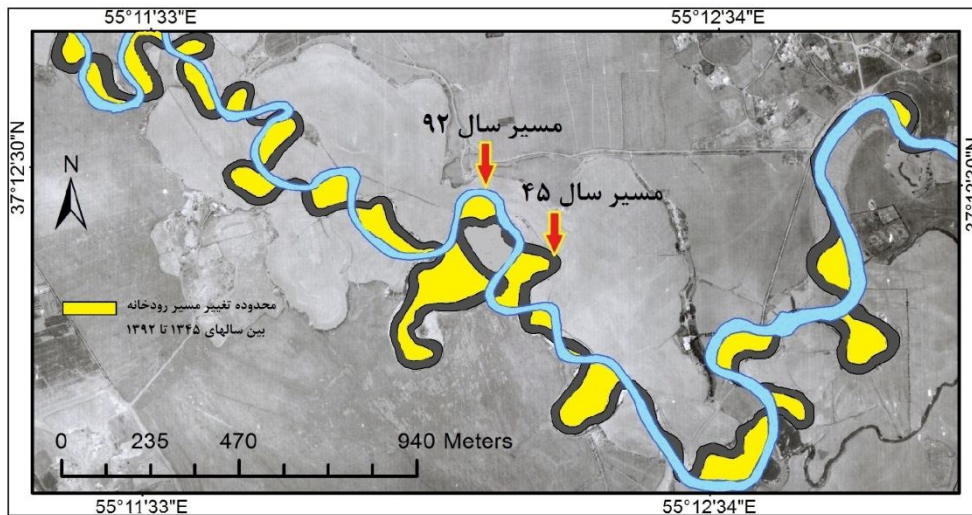 55°11'33"E
55°12'34"E
37°12'30"N
37°12'30"N
N
مسیر سال ۹۲
مسیر سال ۴۵
محدوده تغییر مسیر رودخانه
بین سالهای ۱۳۴۵ تا ۱۳۹۲
0 235 470 940 Meters
55°11'33"E
55°12'34"E